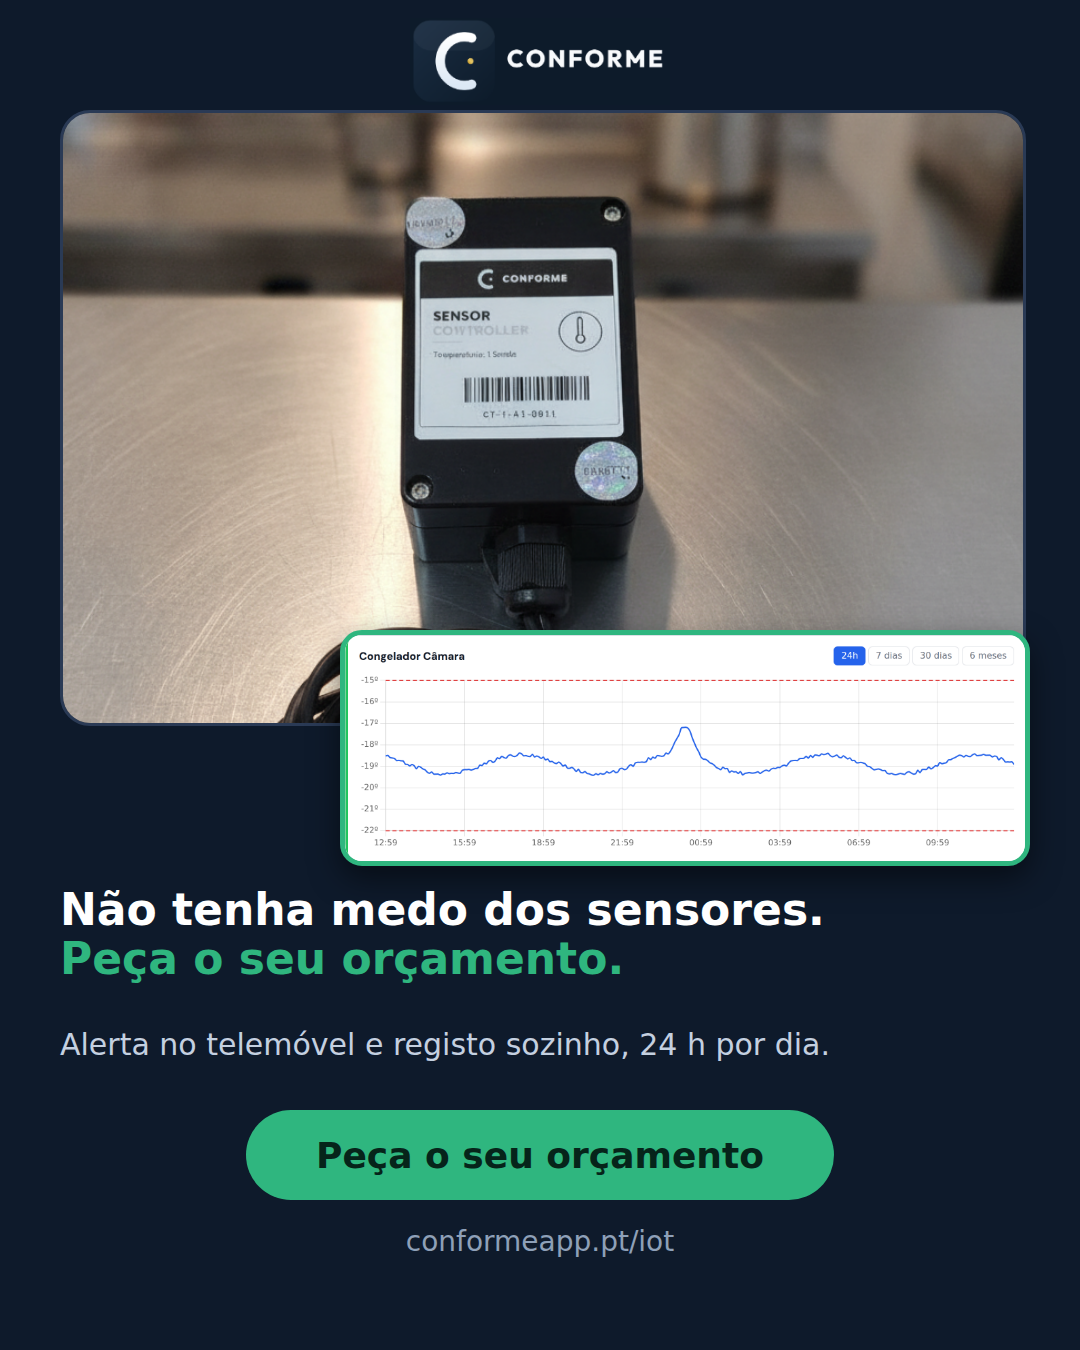 CONFORME
CONFORME
SENSOR
CONTROLLER
CT-1-A1-0911
Congelador Câmara
24h 7 dias 30 dias 6 meses
-15º
-16º
-17º
-18º
-19º
-20º
-21º
-22º
12:59 15:59 18:59 21:59 00:59 03:59 06:59 09:59
Não tenha medo dos sensores.
Peça o seu orçamento.
Alerta no telemóvel e registo sozinho, 24 h por dia.
Peça o seu orçamento
conformeapp.pt/iot